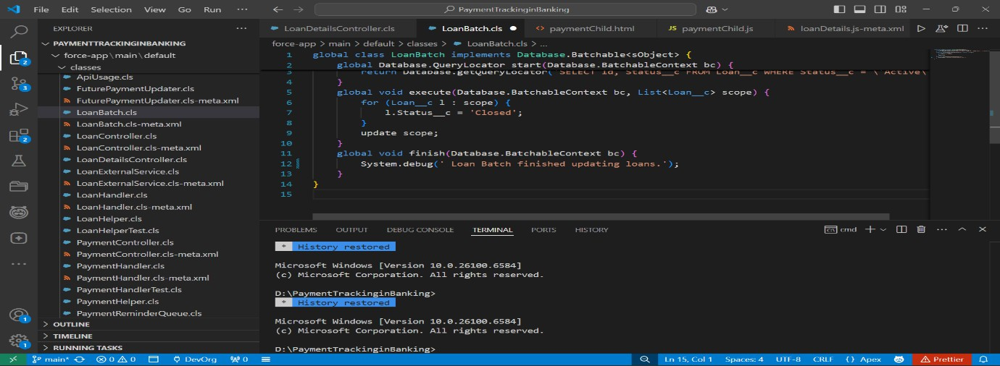 File Edit Selection View Go Run ··· ← → PaymentTrackinginBanking
EXPLORER ···
LoanDetailsController.cls LoanBatch.cls ● <> paymentChild.html JS paymentChild.js loanDetails.js-meta.xml ···
PAYMENTTRACKINGINBANKING
force-app\main\default
classes
ApiUsage.cls
FuturePaymentUpdater.cls
FuturePaymentUpdater.cls-meta.xml
LoanBatch.cls
LoanBatch.cls-meta.xml
LoanController.cls
LoanController.cls-meta.xml
LoanDetailsController.cls
LoanExternalService.cls
LoanExternalService.cls-meta.xml
LoanHandler.cls
LoanHandler.cls-meta.xml
LoanHelper.cls
LoanHelperTest.cls
PaymentController.cls
PaymentController.cls-meta.xml
PaymentHandler.cls
PaymentHandler.cls-meta.xml
PaymentHandlerTest.cls
PaymentHelper.cls
PaymentReminderQueue.cls
OUTLINE
TIMELINE
RUNNING TASKS
2
3
2
1
1
force-app > main > default > classes > LoanBatch.cls > ...
1 global class LoanBatch implements Database.Batchable<sObject> {
2 global Database.QueryLocator start(Database.BatchableContext bc) {
3 return Database.getQueryLocator( SELECT Id, Status__c FROM Loan__c WHERE Status__c = \ Active\
4 }
5 global void execute(Database.BatchableContext bc, List<Loan__c> scope) {
6 for (Loan__c l : scope) {
7 l.Status__c = 'Closed';
8 }
9 update scope;
10 }
11 global void finish(Database.BatchableContext bc) {
12 System.debug(' Loan Batch finished updating loans.');
13 }
14 }
15
PROBLEMS OUTPUT DEBUG CONSOLE TERMINAL PORTS HISTORY cmd ···
* History restored
Microsoft Windows [Version 10.0.26100.6584]
(c) Microsoft Corporation. All rights reserved.
D:\PaymentTrackinginBanking>
* History restored
Microsoft Windows [Version 10.0.26100.6584]
(c) Microsoft Corporation. All rights reserved.
D:\PaymentTrackinginBanking>
main* 0 0 DevOrg 0 Ln 15, Col 1 Spaces: 4 UTF-8 CRLF {} Apex Prettier